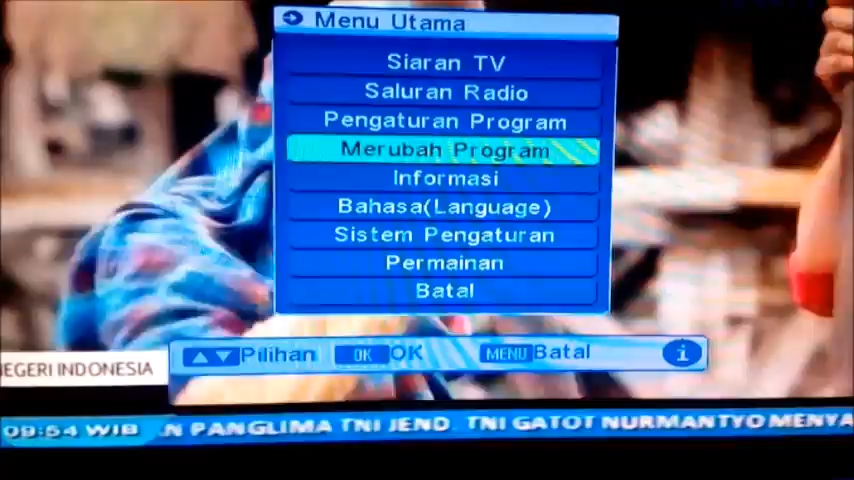 Menu Utama
Siaran TV
Saluran Radio
Pengaturan Program
Merubah Program
Informasi
Bahasa(Language)
Sistem Pengaturan
Permainan
Batal
Pilihan OK OK MENU Batal i
NEGERI INDONESIA
09:54 WIB N PANGLIMA TNI JEND. TNI GATOT NURMANTYO MENYA